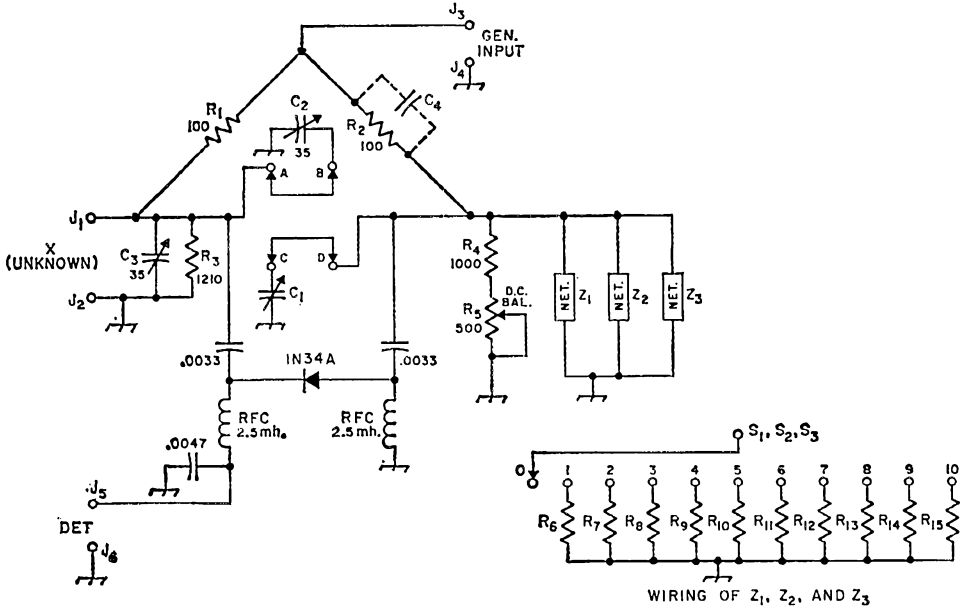 J3
GEN.
INPUT
J4
C2
35
C4
R1
100
R2
100
A
B
J1
X
(UNKNOWN)
J2
C3
35
R3
1210
C
D
C1
R4
1000
D.C.
BAL.
R5
500
NET.
Z1
NET.
Z2
NET.
Z3
.0033
1N34A
.0033
RFC
2.5mh.
RFC
2.5mh.
.0047
J5
DET
J6
S1, S2, S3
0
1
2
3
4
5
6
7
8
9
10
R6
R7
R8
R9
R10
R11
R12
R13
R14
R15
WIRING OF Z1, Z2, AND Z3